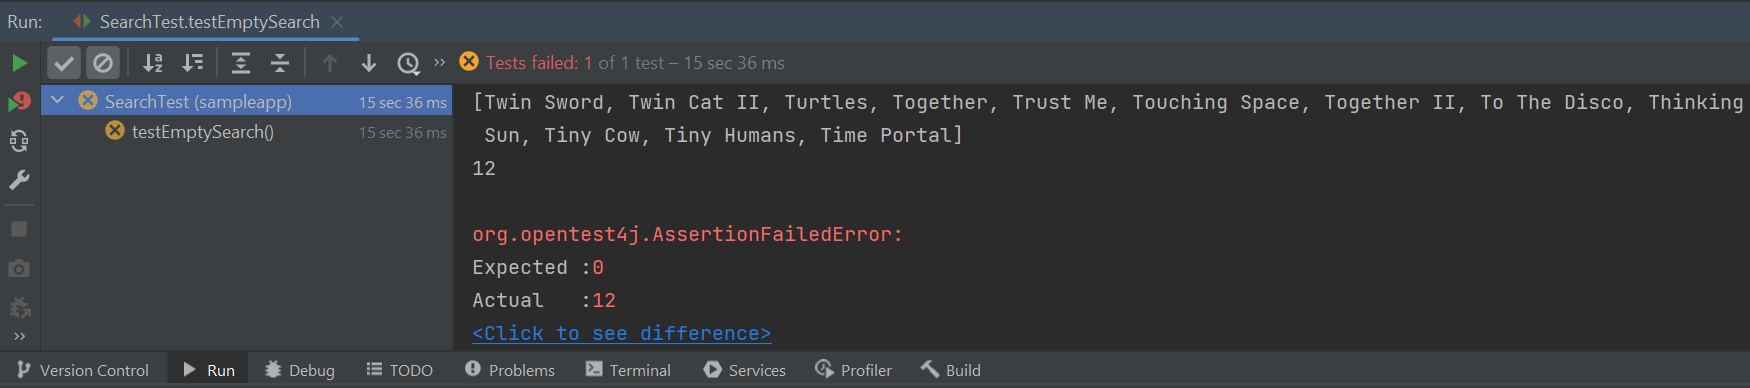 Run: SearchTest.testEmptySearch
Tests failed: 1 of 1 test – 15 sec 36 ms
SearchTest (sampleapp) 15 sec 36 ms
testEmptySearch() 15 sec 36 ms
[Twin Sword, Twin Cat II, Turtles, Together, Trust Me, Touching Space, Together II, To The Disco, Thinking
Sun, Tiny Cow, Tiny Humans, Time Portal]
12
org.opentest4j.AssertionFailedError:
Expected :0
Actual :12
<Click to see difference>
Version Control Run Debug TODO Problems Terminal Services Profiler Build